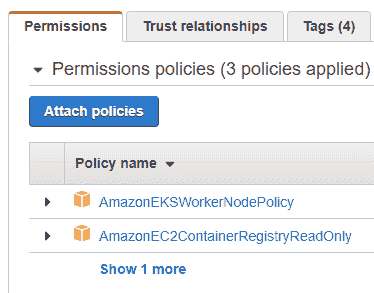 Permissions
Trust relationships
Tags (4)
Permissions policies (3 policies applied)
Attach policies
Policy name
AmazonEKSWorkerNodePolicy
AmazonEC2ContainerRegistryReadOnly
Show 1 more